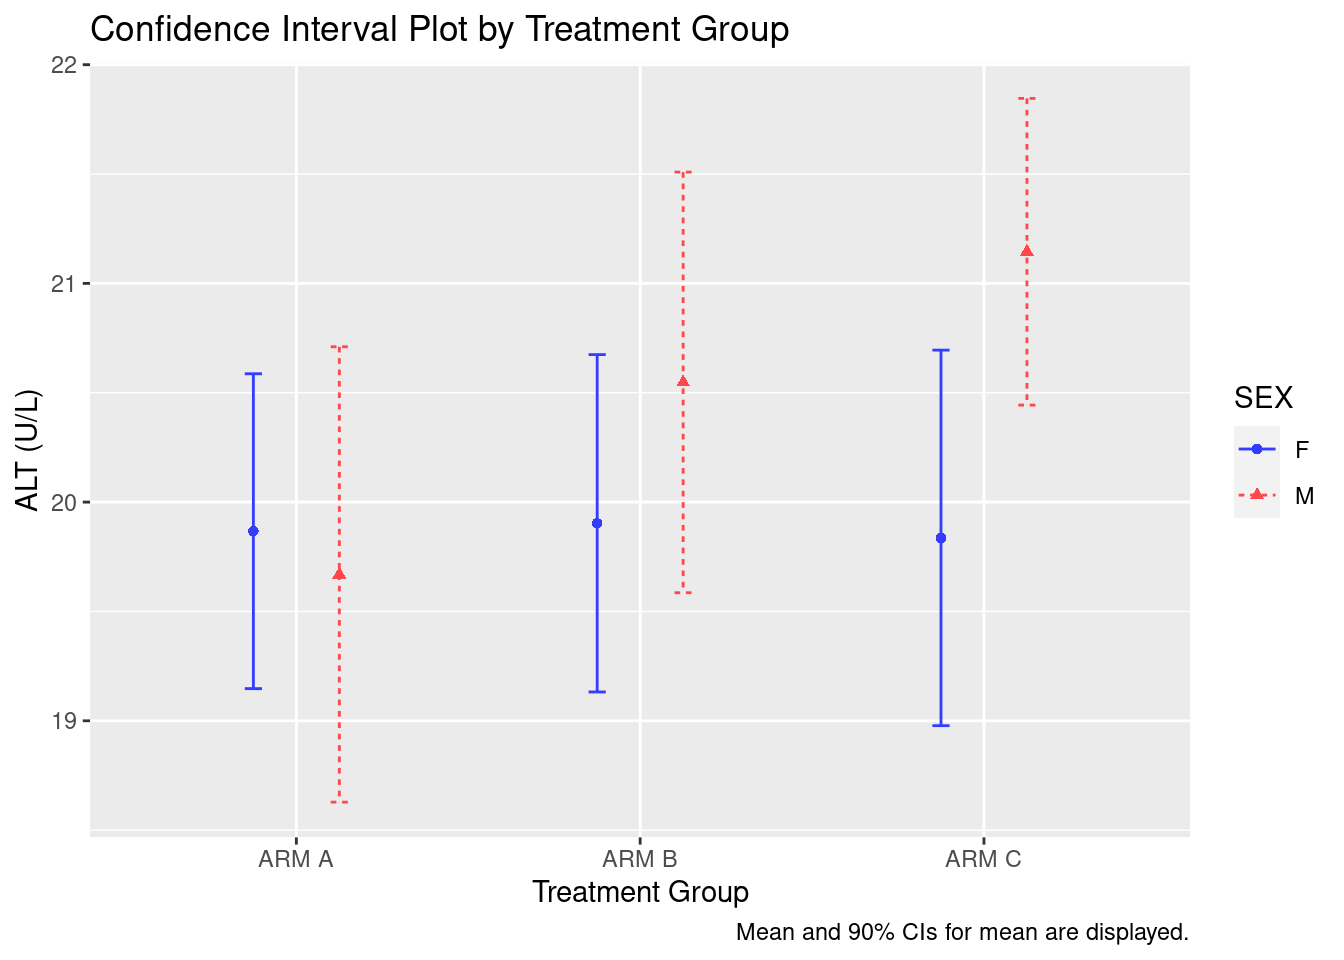 Confidence Interval Plot by Treatment Group
22
21
20
19
ALT (U/L)
ARM A
ARM B
ARM C
Treatment Group
SEX
F
M
Mean and 90% CIs for mean are displayed.